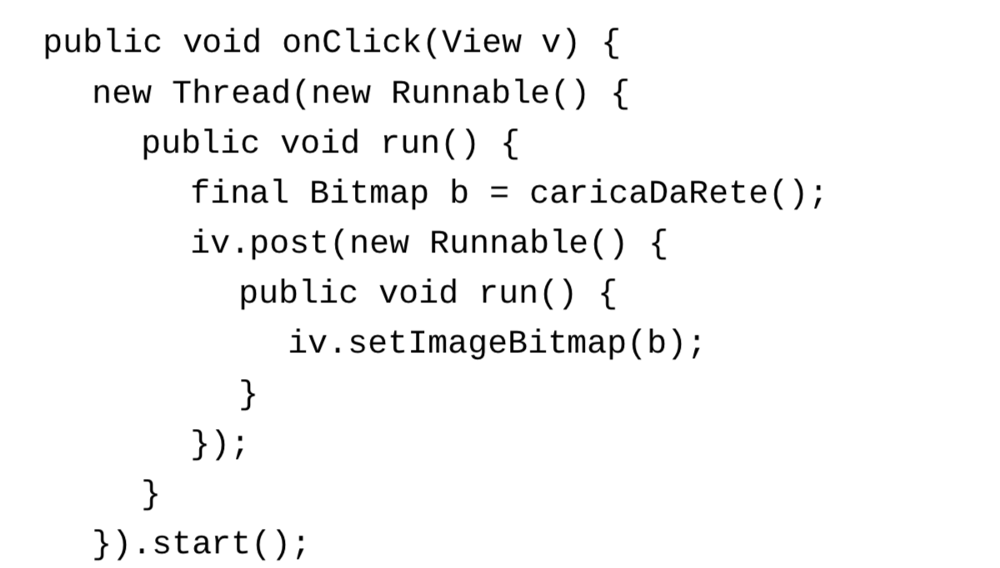 public void onClick(View v) {
new Thread(new Runnable() {
public void run() {
final Bitmap b = caricaDaRete();
iv.post(new Runnable() {
public void run() {
iv.setImageBitmap(b);
}
});
}
}).start();